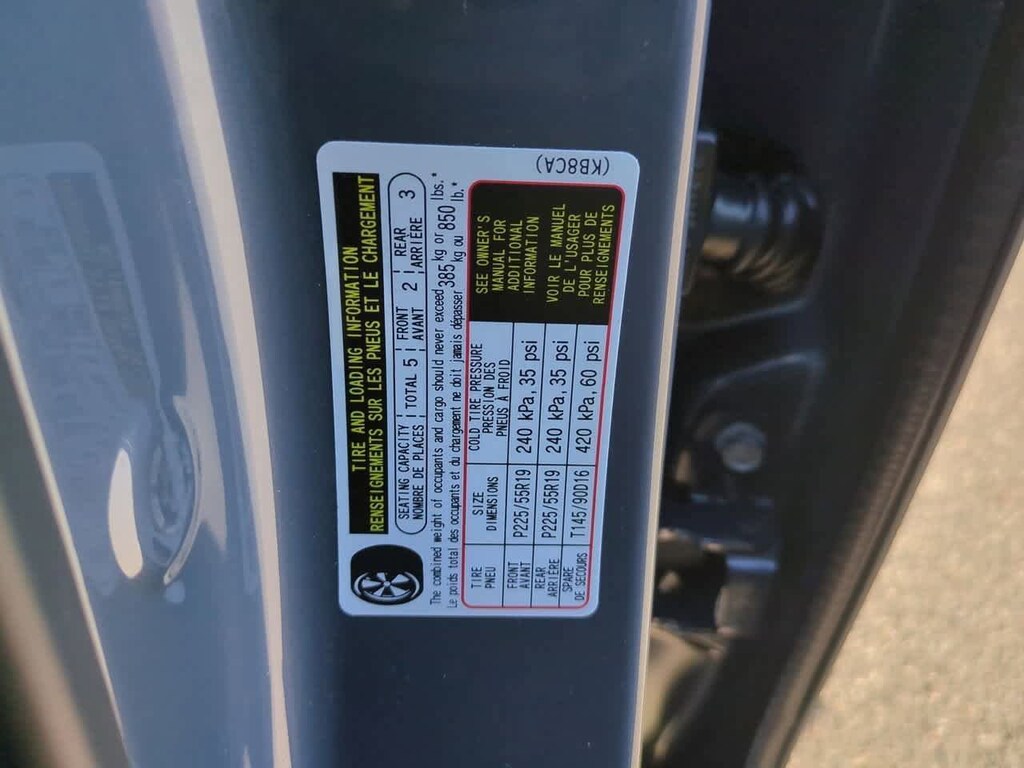 TIRE AND LOADING INFORMATION
RENSEIGNEMENTS SUR LES PNEUS ET LE CHARGEMENT
SEATING CAPACITY | TOTAL 5 | FRONT 2 | REAR 3
NOMBRE DE PLACES | AVANT | ARRIÈRE
The combined weight of occupants and cargo should never exceed 385 kg or 850 lbs.*
Le poids total des occupants et du chargement ne doit jamais dépasser kg ou lb.*
TIRE SIZE COLD TIRE PRESSURE
PNEU DIMENSIONS PRESSION DES
PNEUS À FROID
FRONT
AVANT P225/55R19 240 kPa, 35 psi
REAR
ARRIÈRE P225/55R19 240 kPa, 35 psi
SPARE
DE SECOURS T145/90D16 420 kPa, 60 psi
SEE OWNER'S
MANUAL FOR
ADDITIONAL
INFORMATION
VOIR LE MANUEL
DE L'USAGER
POUR PLUS DE
RENSEIGNEMENTS
(KB8CA)